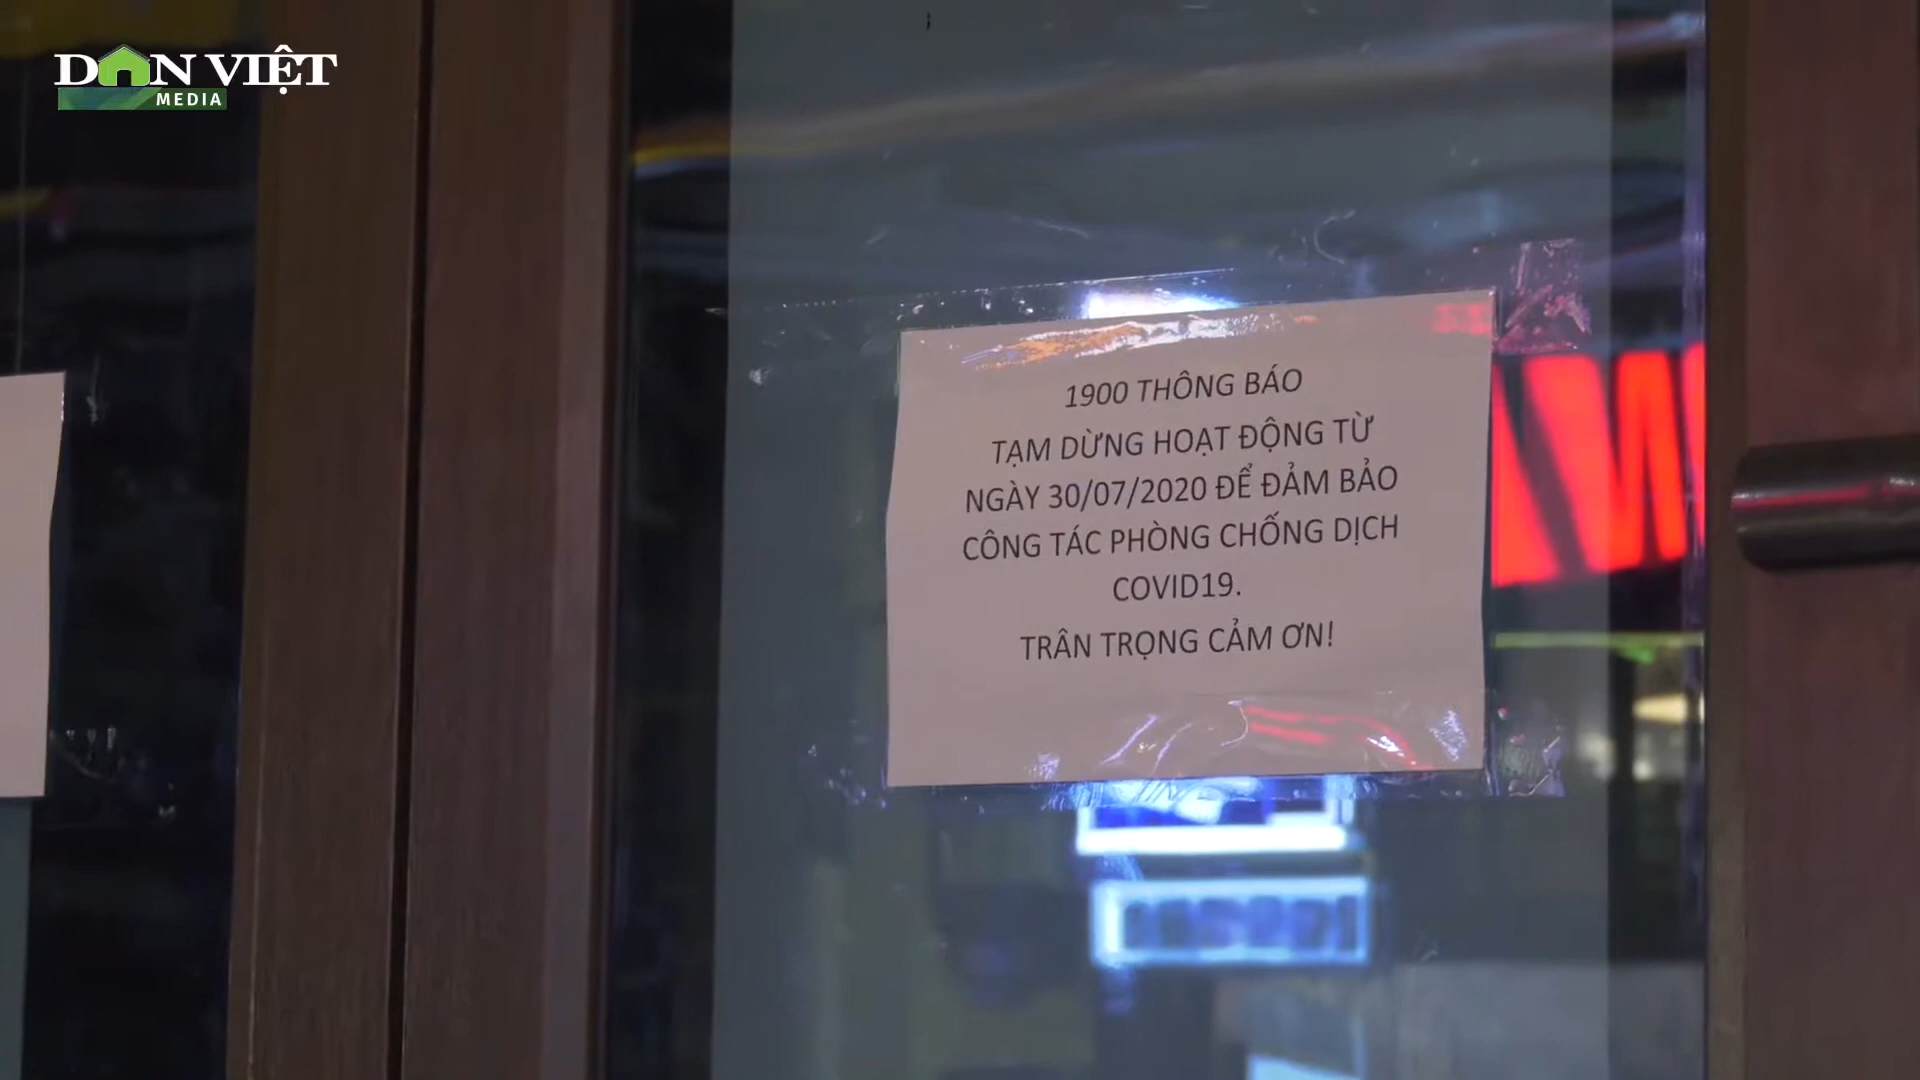 DÂN VIỆT
MEDIA
1900 THÔNG BÁO
TẠM DỪNG HOẠT ĐỘNG TỪ
NGÀY 30/07/2020 ĐỂ ĐẢM BẢO
CÔNG TÁC PHÒNG CHỐNG DỊCH
COVID19.
TRÂN TRỌNG CẢM ƠN!